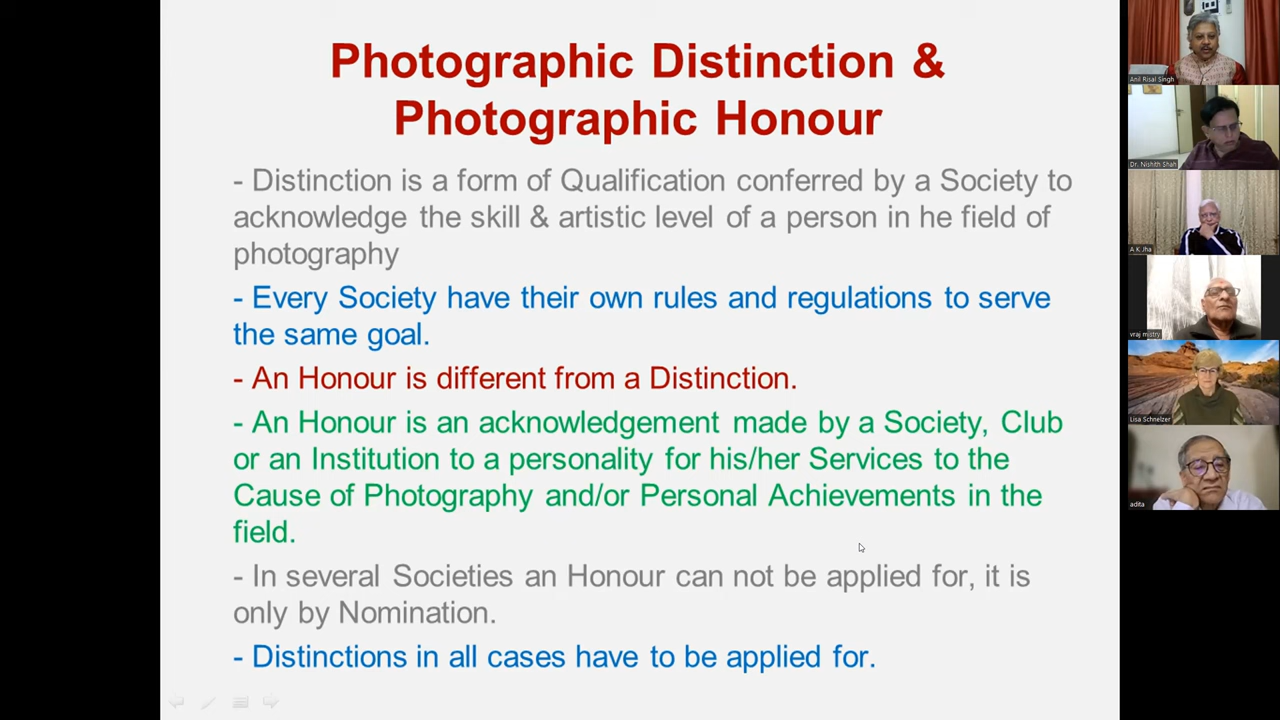 Photographic Distinction &
Photographic Honour
- Distinction is a form of Qualification conferred by a Society to
acknowledge the skill & artistic level of a person in he field of
photography
- Every Society have their own rules and regulations to serve
the same goal.
- An Honour is different from a Distinction.
- An Honour is an acknowledgement made by a Society, Club
or an Institution to a personality for his/her Services to the
Cause of Photography and/or Personal Achievements in the
field.
- In several Societies an Honour can not be applied for, it is
only by Nomination.
- Distinctions in all cases have to be applied for.
Anil Risal Singh
Dr. Nishith Shah
A K Jha
vraj mistry
Lisa Schnelzer
adita